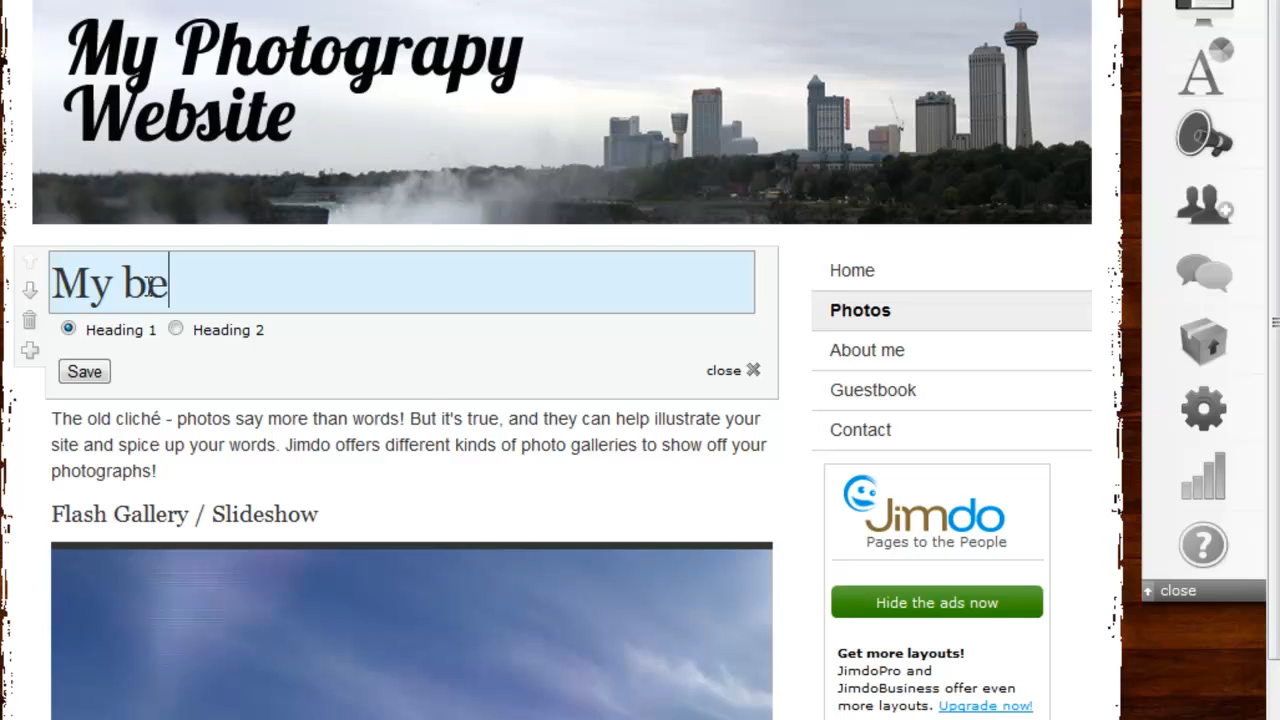 My Photograpy
Website
My be
Heading 1 Heading 2
Save
close
The old cliché - photos say more than words! But it's true, and they can help illustrate your
site and spice up your words. Jimdo offers different kinds of photo galleries to show off your
photographs!
Flash Gallery / Slideshow
Home
Photos
About me
Guestbook
Contact
Jimdo
Pages to the People
Hide the ads now
Get more layouts!
JimdoPro and
JimdoBusiness offer even
more layouts. Upgrade now!
A
?
close